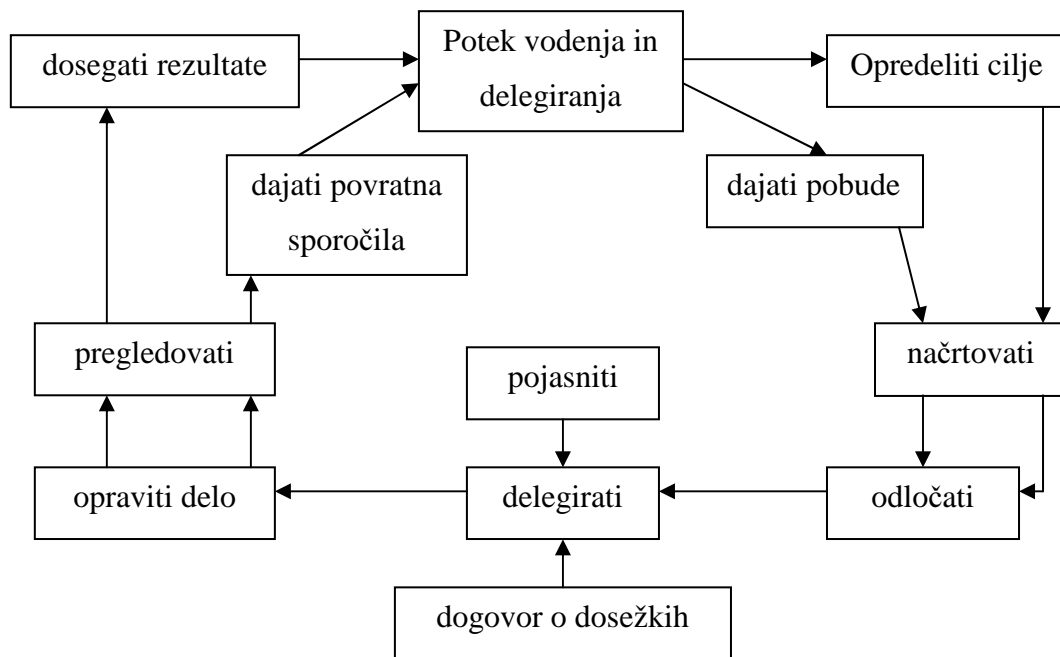 dosegati rezultate
Potek vodenja in
delegiranja
Opredeliti cilje
dajati povratna
sporočila
dajati pobude
pregledovati
pojasniti
načrtovati
opraviti delo
delegirati
odločati
dogovor o dosežkih